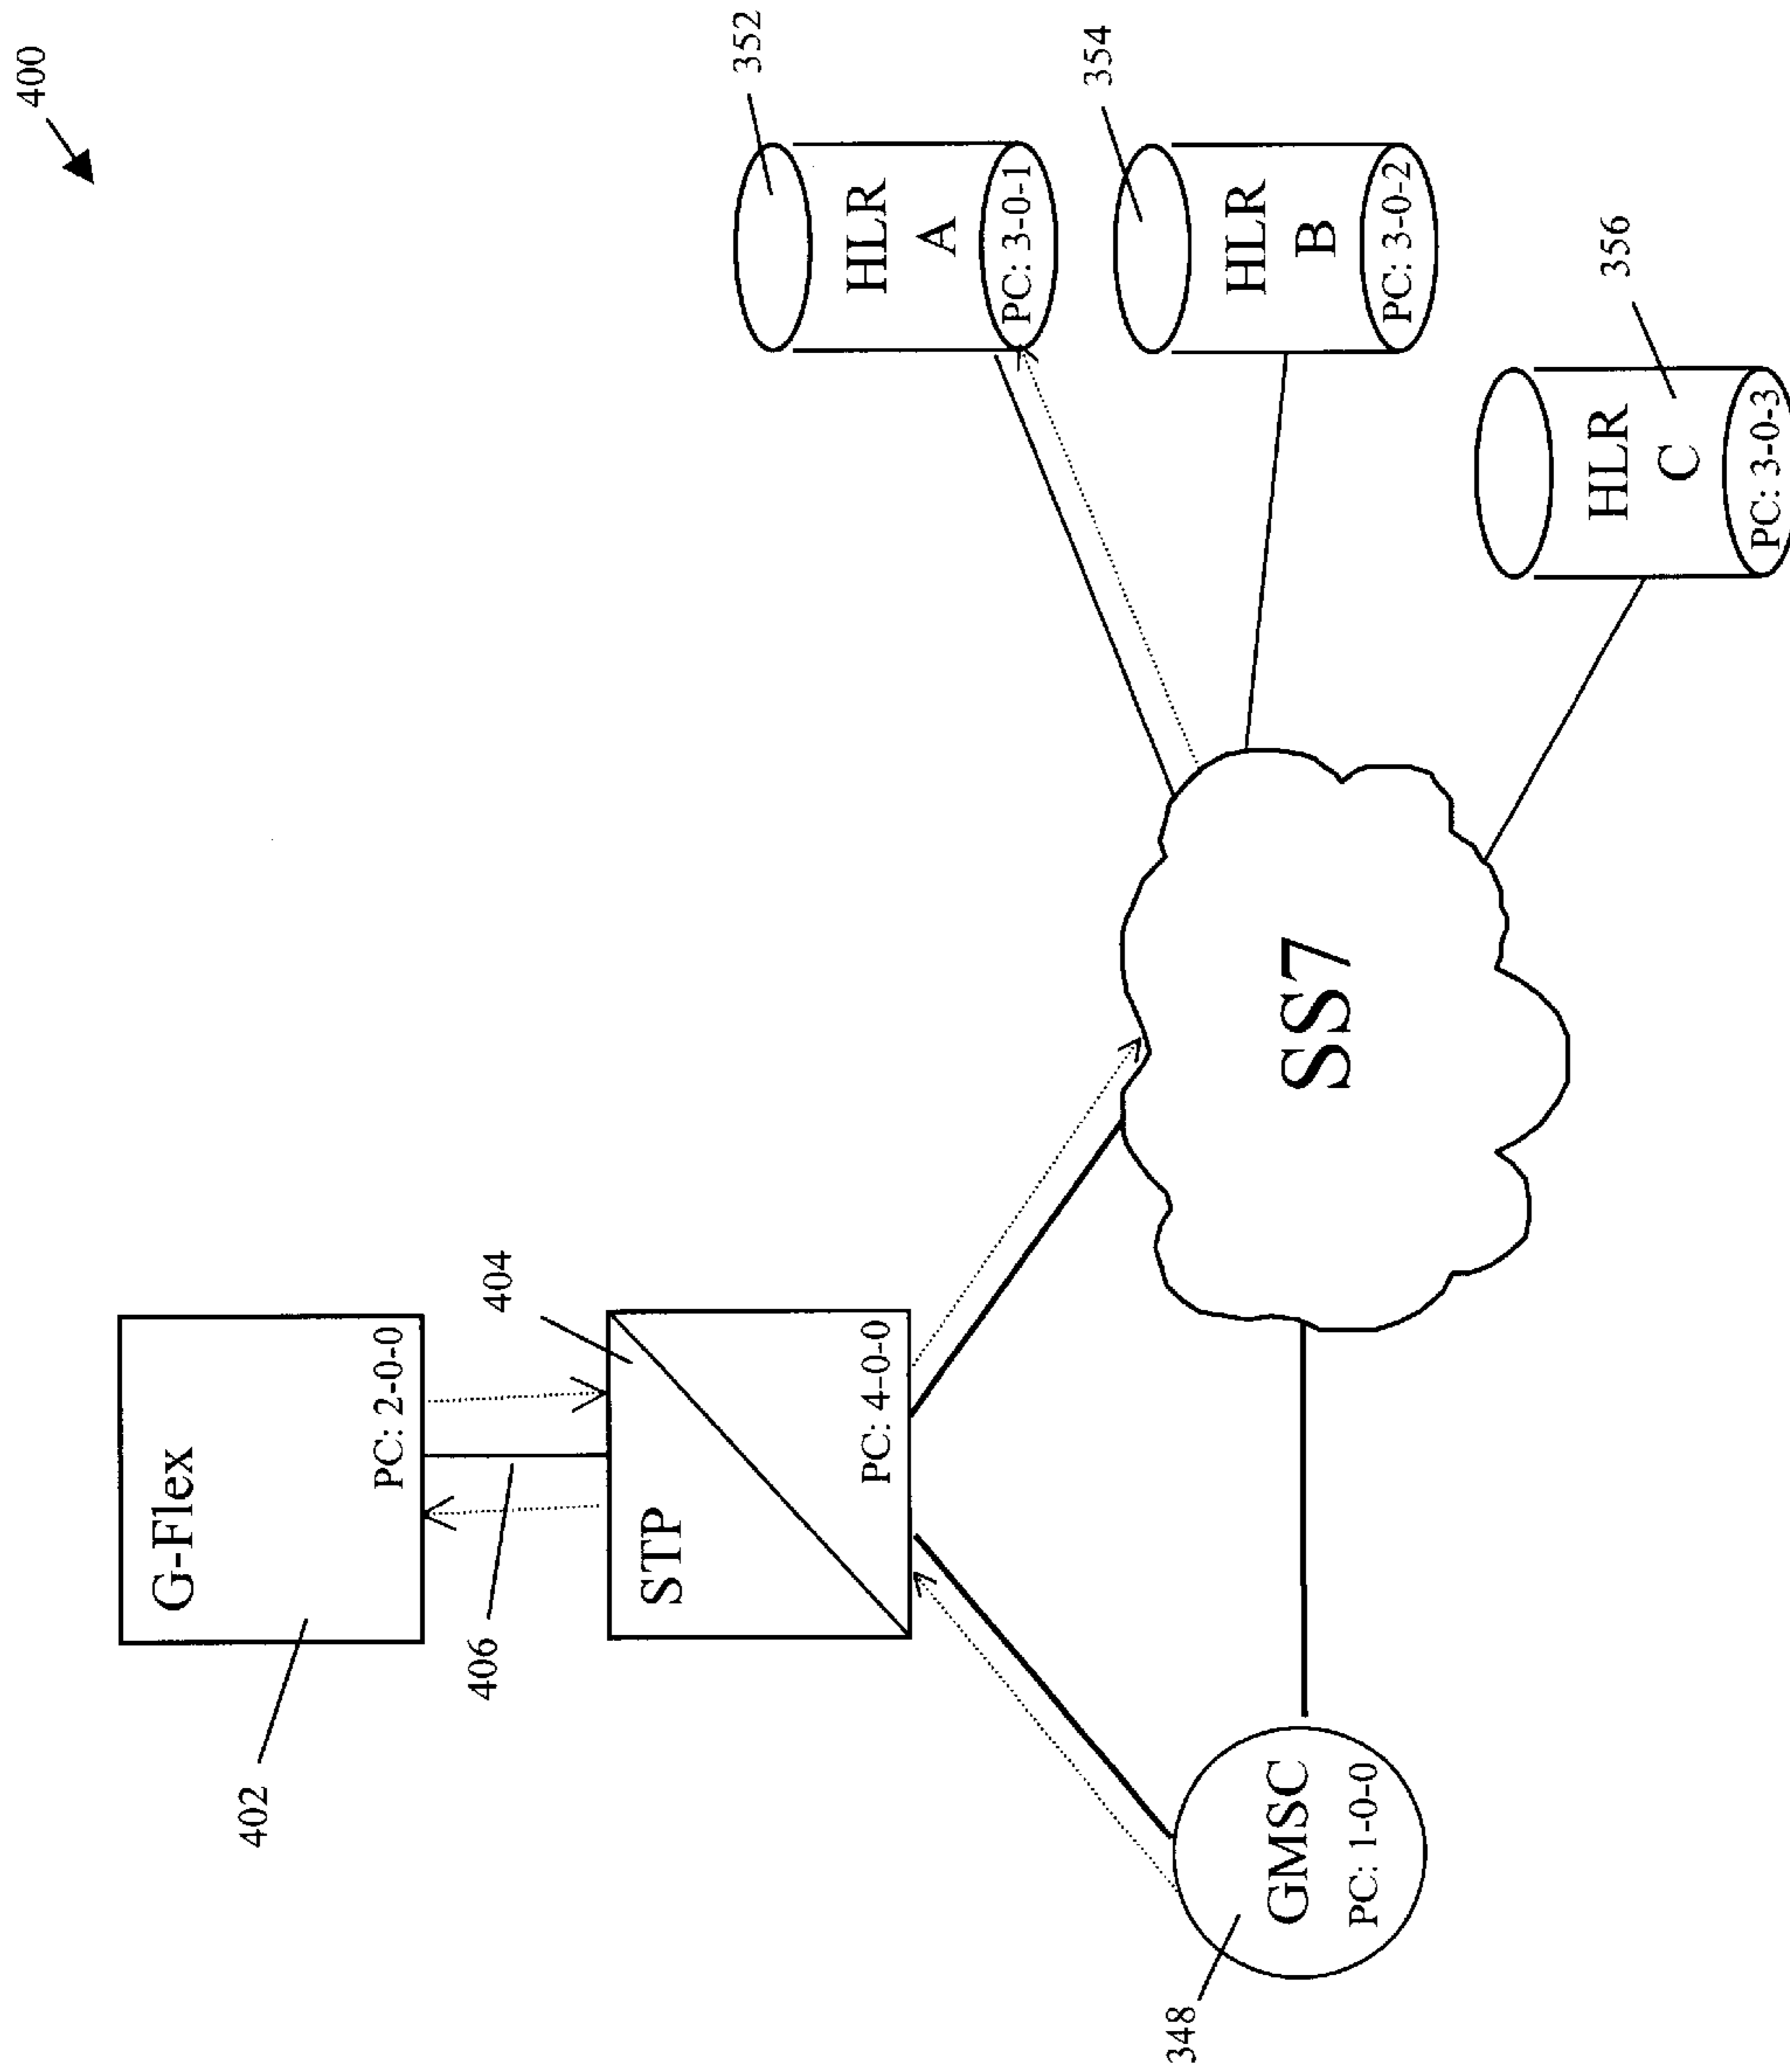 400
G-Flex
PC: 2-0-0
402
406
404
STP
PC: 4-0-0
352
HLR
A
PC: 3-0-1
354
HLR
B
PC: 3-0-2
356
HLR
C
PC: 3-0-3
SS7
GMSC
PC: 1-0-0
348